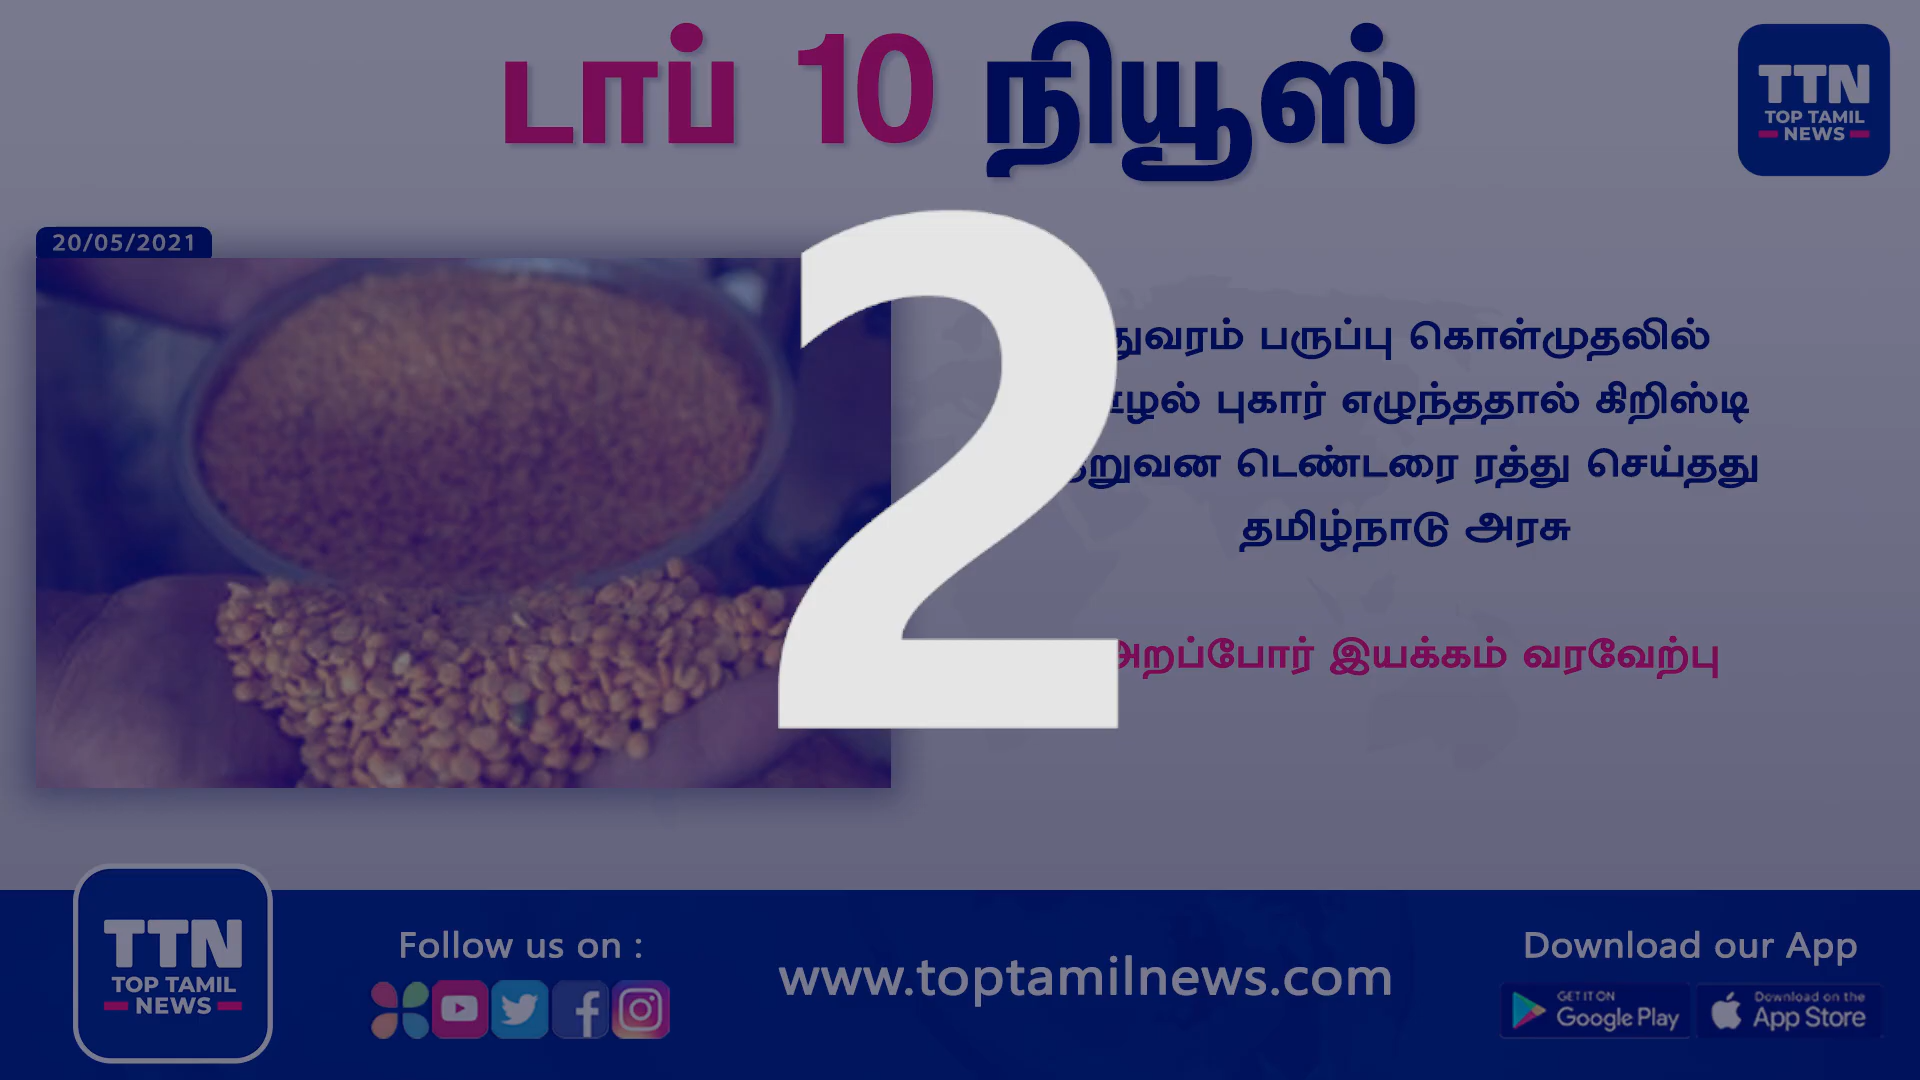 டாப் 10 நியூஸ்
TTN
TOP TAMIL
NEWS
20/05/2021
2
பருப்பு கொள்முதலில்
புகார் எழுந்ததால் கிறிஸ்டி
டெண்டரை ரத்து செய்தது
தமிழ்நாடு அரசு
இயக்கம் வரவேற்பு
TTN
TOP TAMIL
NEWS
Follow us on :
www.toptamilnews.com
Download our App
GET IT ON
Google Play
Download on the
App Store